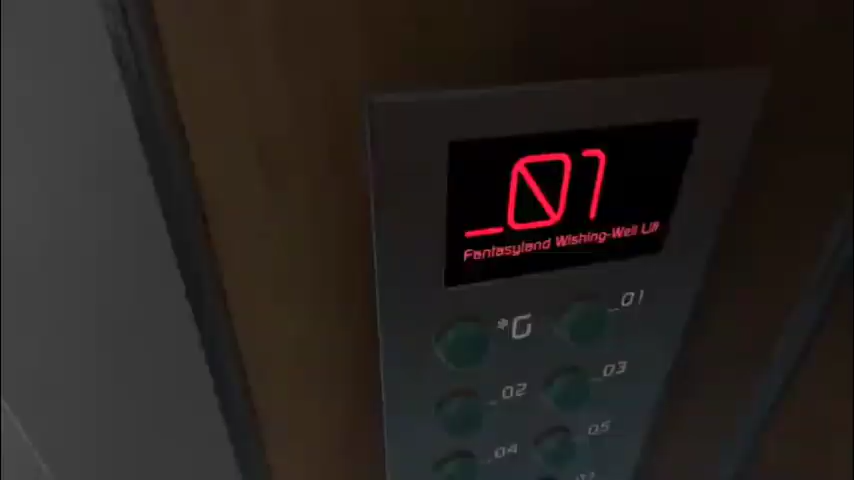 _01
Fantasyland Wishing-Well Lift
*G _01
_02 _03
_04 _05